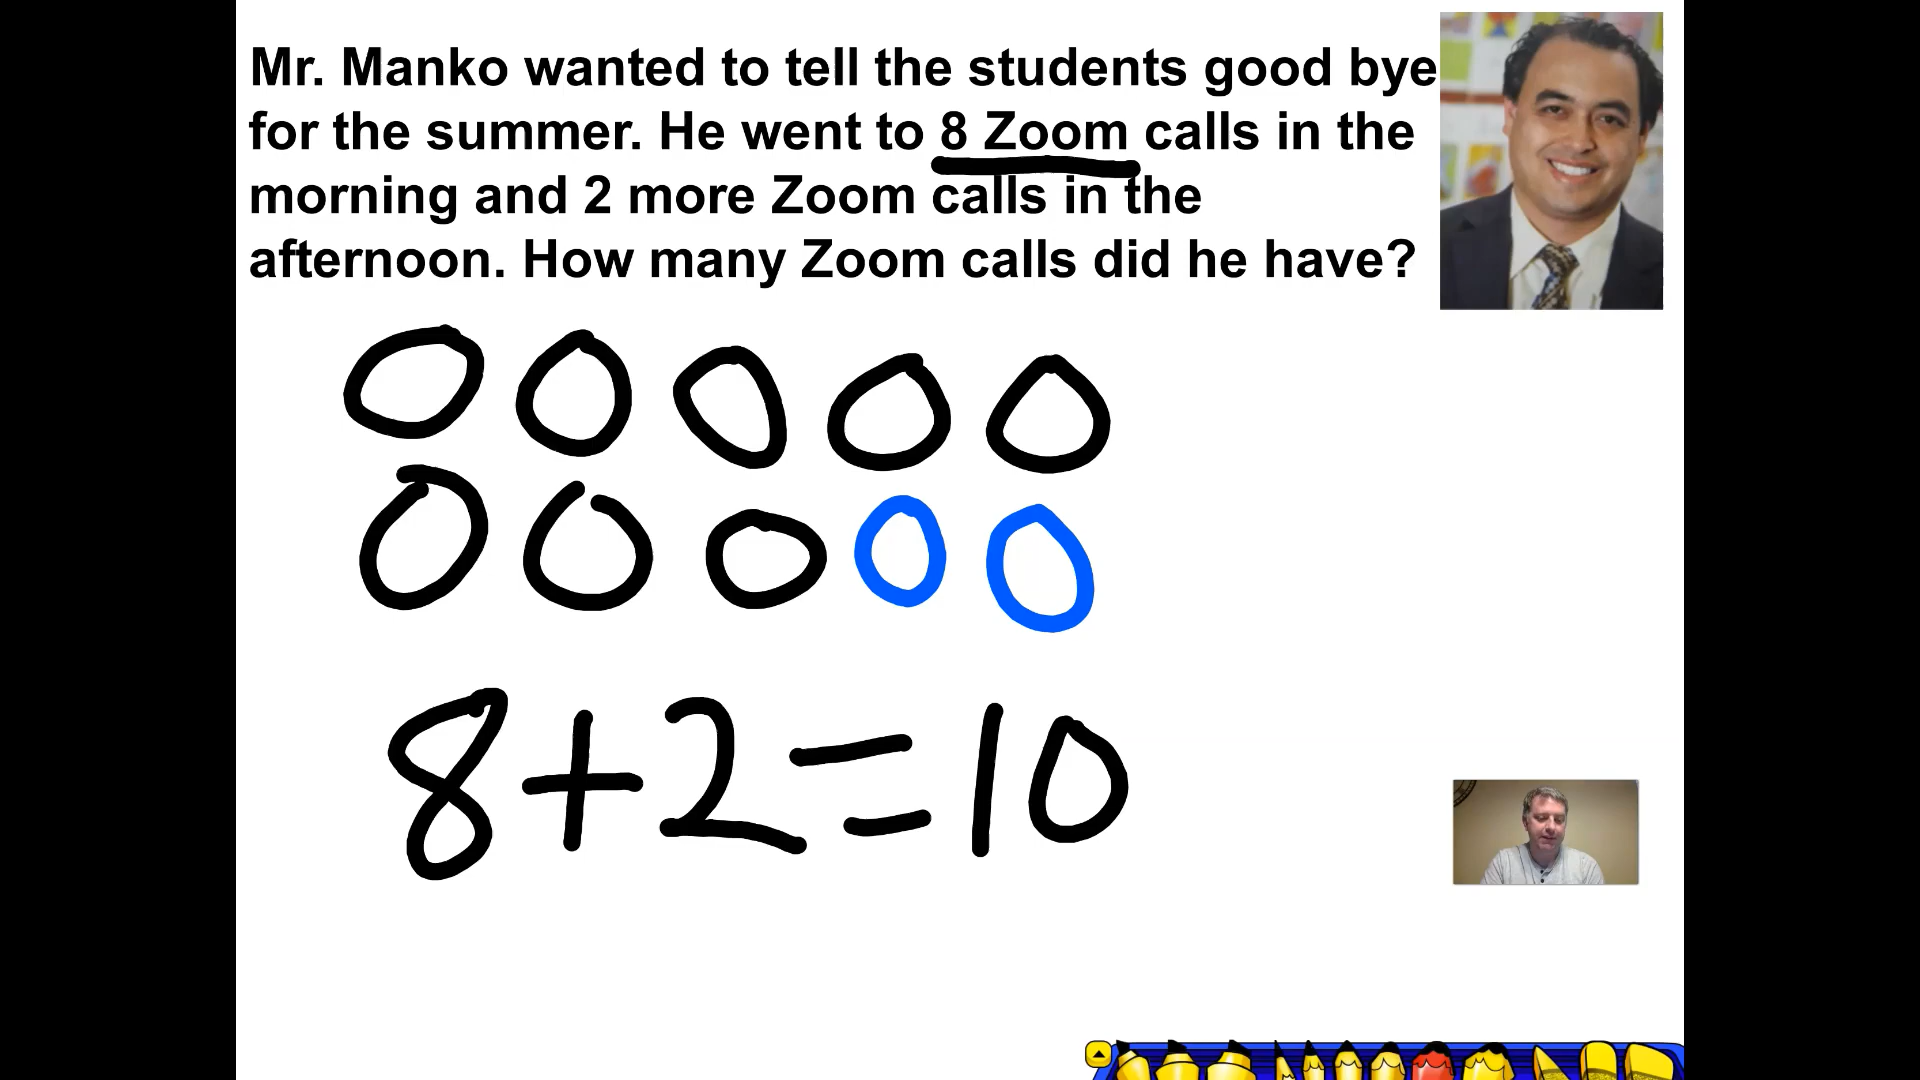 Mr. Manko wanted to tell the students good bye
for the summer. He went to 8 Zoom calls in the
morning and 2 more Zoom calls in the
afternoon. How many Zoom calls did he have?
8+2=10